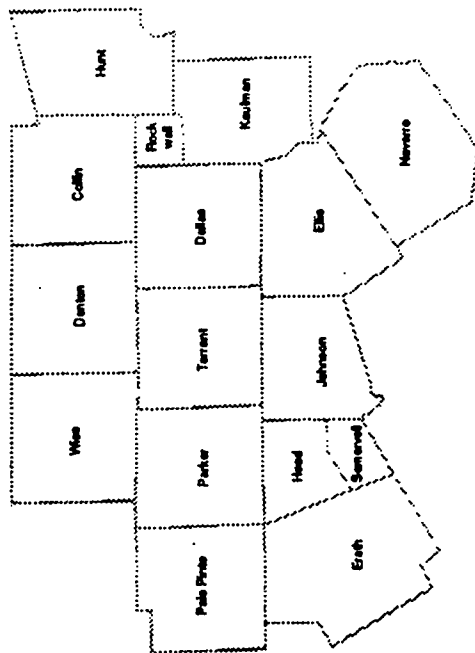 Hunt
Collin
Denton
Wise
Rock
wall
Kaufman
Dallas
Tarrant
Parker
Palo Pinto
Navarro
Ellis
Johnson
Hood
Somervell
Erath